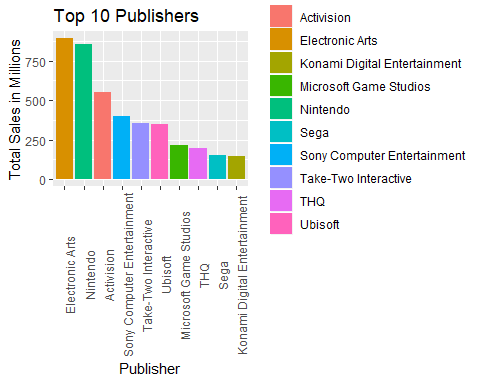 Top 10 Publishers
Total Sales in Millions
750
500
250
0
Electronic Arts
Nintendo
Activision
Sony Computer Entertainment
Take-Two Interactive
Ubisoft
Microsoft Game Studios
THQ
Sega
Konami Digital Entertainment
Publisher
Activision
Electronic Arts
Konami Digital Entertainment
Microsoft Game Studios
Nintendo
Sega
Sony Computer Entertainment
Take-Two Interactive
THQ
Ubisoft